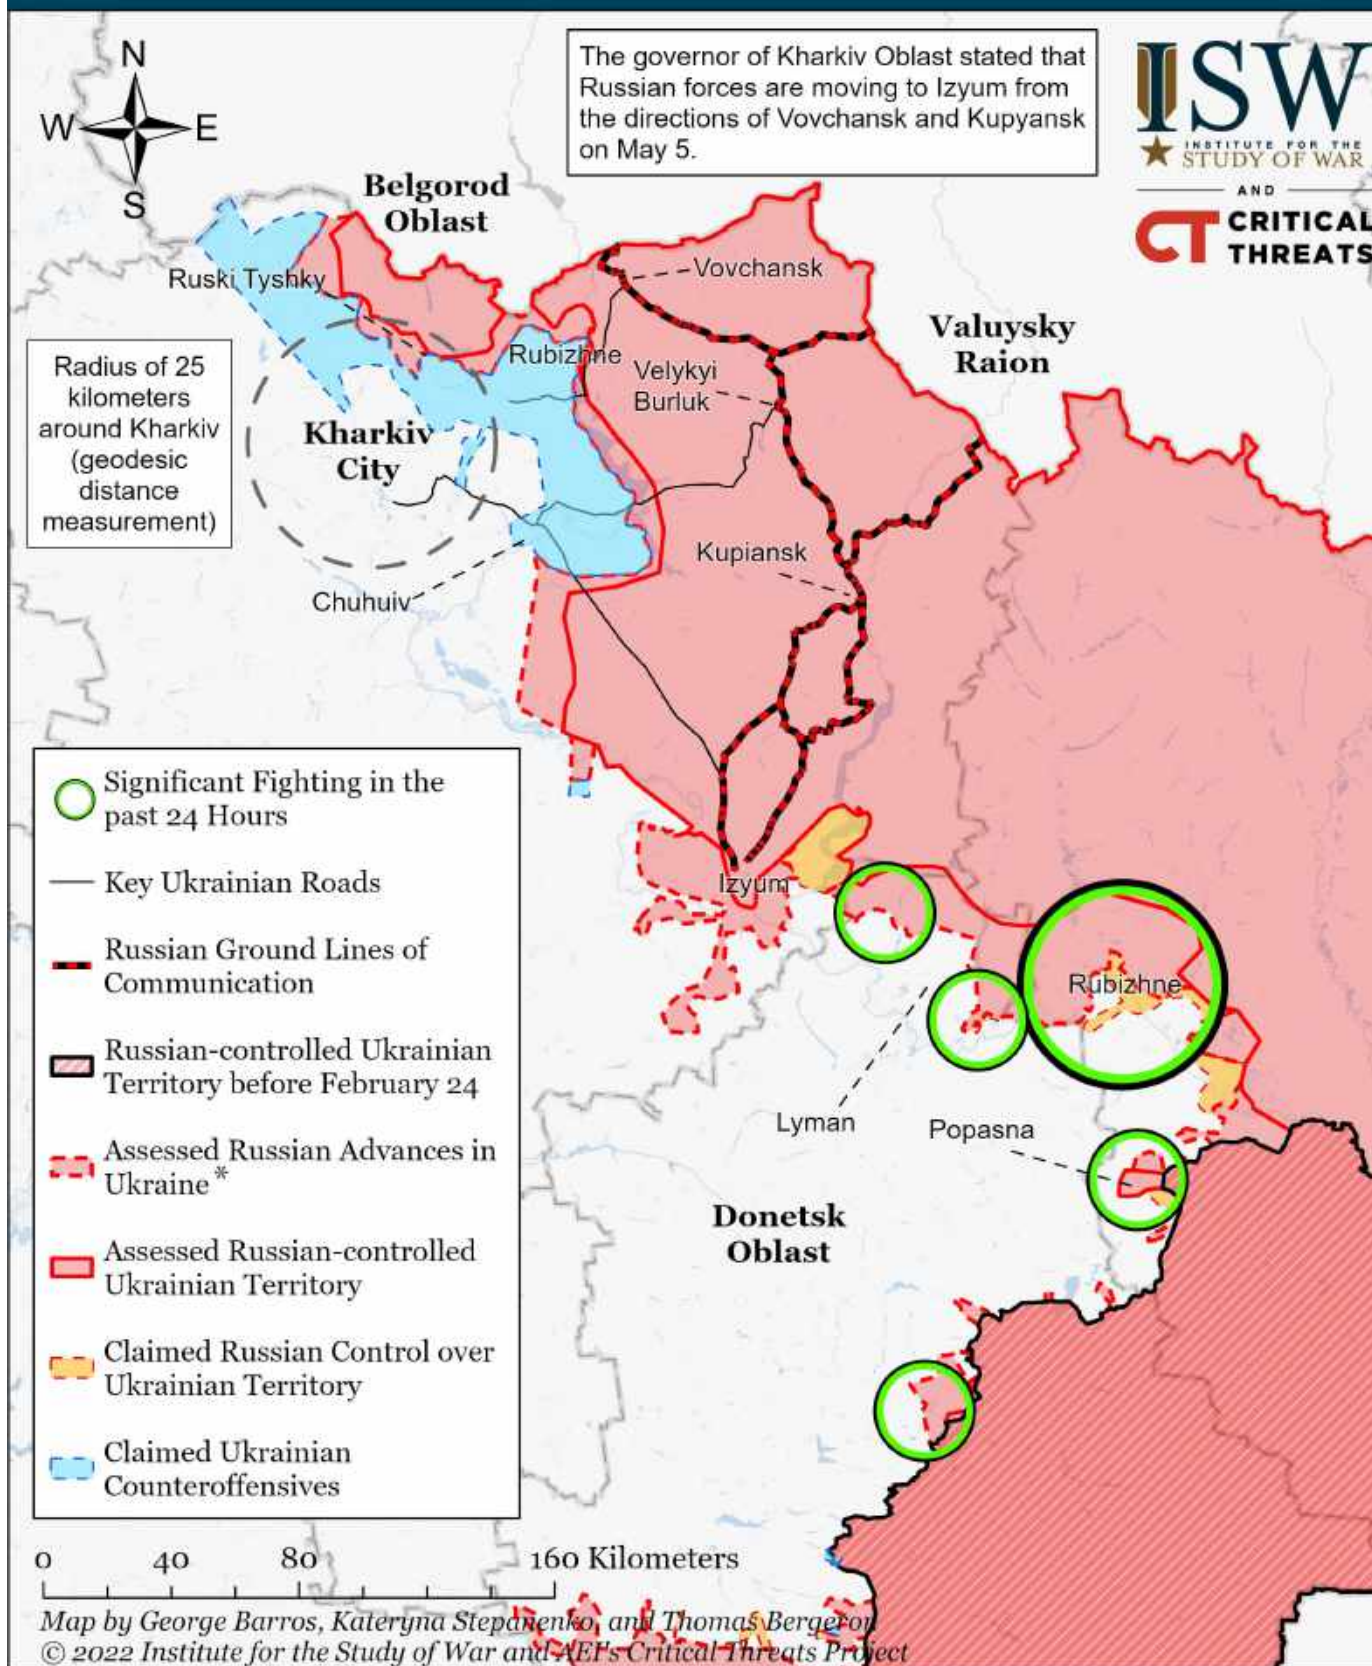 The governor of Kharkiv Oblast stated that
Russian forces are moving to Izyum from
the directions of Vovchansk and Kupyansk
on May 5.
ISW
INSTITUTE FOR THE
STUDY OF WAR
AND
CT CRITICAL
THREATS
N
W
E
S
Belgorod
Oblast
Ruski Tyshky
Vovchansk
Valuysky
Raion
Rubizhne
Velykyi
Burluk
Radius of 25
kilometers
around Kharkiv
(geodesic
distance
measurement)
Kharkiv
City
Kupiansk
Chuhuiv
Izyum
Rubizhne
Lyman
Popasna
Donetsk
Oblast
Significant Fighting in the
past 24 Hours
Key Ukrainian Roads
Russian Ground Lines of
Communication
Russian-controlled Ukrainian
Territory before February 24
Assessed Russian Advances in
Ukraine*
Assessed Russian-controlled
Ukrainian Territory
Claimed Russian Control over
Ukrainian Territory
Claimed Ukrainian
Counteroffensives
0 40 80 160 Kilometers
Map by George Barros, Kateryna Stepanenko, and Thomas Bergeron
© 2022 Institute for the Study of War and AEI's Critical Threats Project